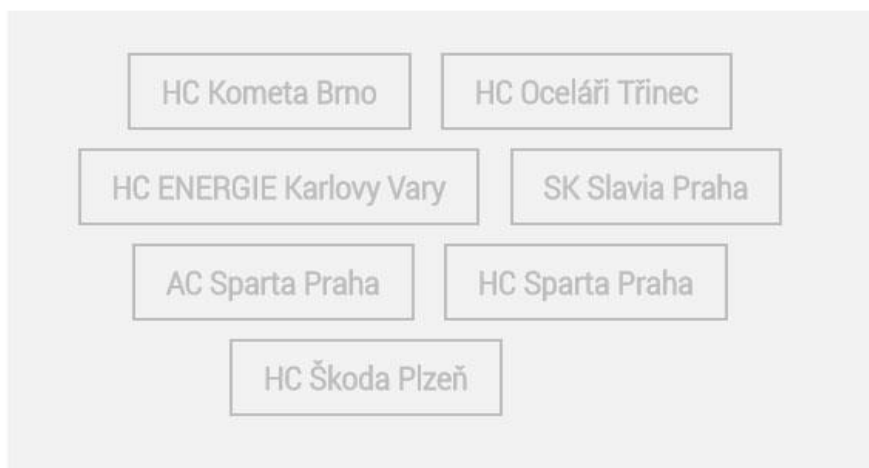 HC Kometa Brno HC Oceláři Třinec
HC ENERGIE Karlovy Vary SK Slavia Praha
AC Sparta Praha HC Sparta Praha
HC Škoda Plzeň